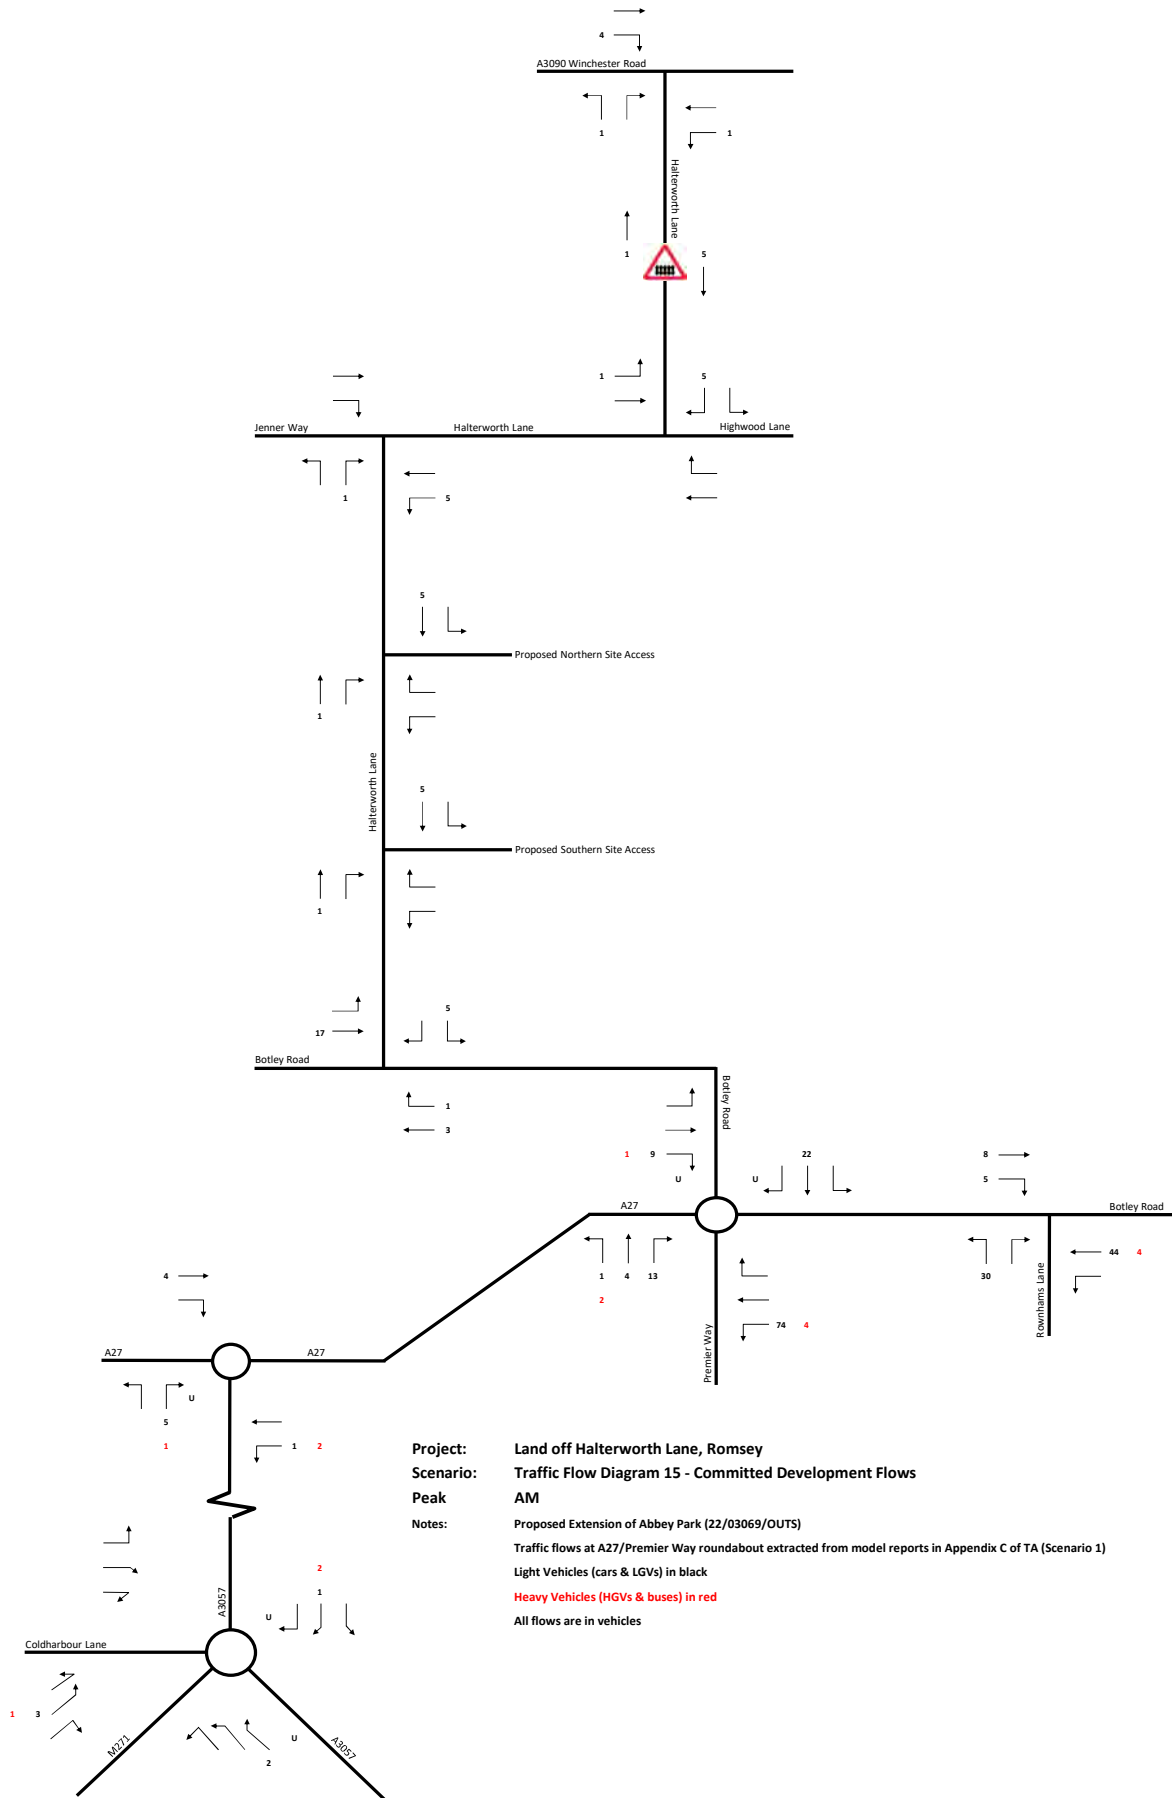 4
A3090 Winchester Road
1
1
Halterworth Lane
1
5
1
5
Jenner Way
Halterworth Lane
Highwood Lane
1
5
5
Proposed Northern Site Access
1
Halterworth Lane
5
Proposed Southern Site Access
1
5
17
Botley Road
1
3
Botley Road
1 9
U
U
22
8
5
A27
Botley Road
1 4 13
2
30
44 4
Rownhams Lane
74 4
Premier Way
4
A27
A27
U
5
1
1 2
A3057
2
1
U
Coldharbour Lane
1 3
M271
U
2
A3057
Project: Land off Halterworth Lane, Romsey
Scenario: Traffic Flow Diagram 15 - Committed Development Flows
Peak AM
Notes: Proposed Extension of Abbey Park (22/03069/OUTS)
Traffic flows at A27/Premier Way roundabout extracted from model reports in Appendix C of TA (Scenario 1)
Light Vehicles (cars & LGVs) in black
Heavy Vehicles (HGVs & buses) in red
All flows are in vehicles